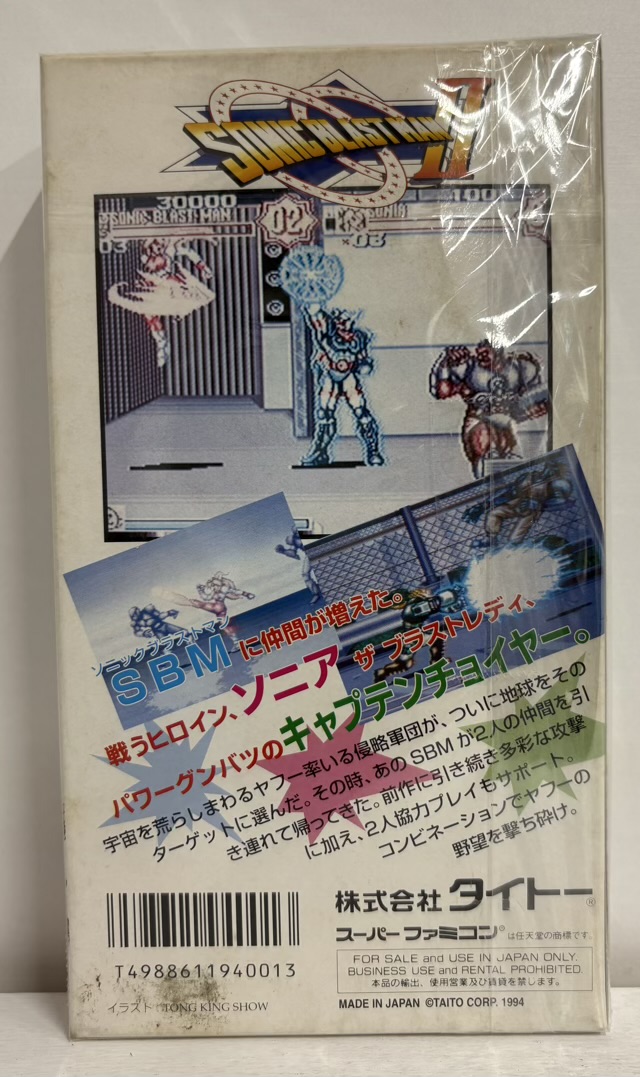 SONIC BLAST MAN II
30000
100
SONIC BLAST MAN
02
SONIA
03
×03
ソニックブラストマン
SBMに仲間が増えた。
戦うヒロイン、ソニア ザ ブラストレディ、
パワーグンバツのキャプテンチョイヤー。
宇宙を荒らしまわるヤフー率いる侵略軍団が、ついに地球をその
ターゲットに選んだ。その時、あのSBMが2人の仲間を引
き連れて帰ってきた。前作に引き続き多彩な攻撃
に加え、2人協力プレイもサポート。
コンビネーションでヤフーの
野望を撃ち砕け。
株式会社 タイトー®
スーパーファミコン®は任天堂の商標です
FOR SALE and USE IN JAPAN ONLY.
BUSINESS USE and RENTAL PROHIBITED.
本品の輸出、使用営業及び賃貸を禁じます。
MADE IN JAPAN ©TAITO CORP. 1994
T4988611940013
イラスト:TONG KING SHOW